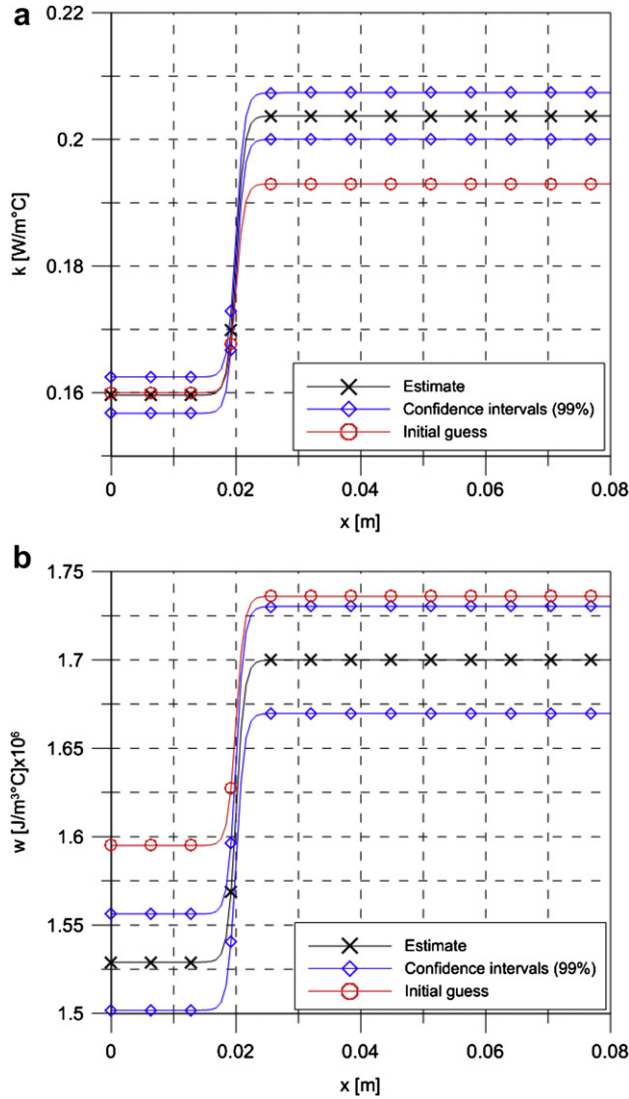 a
0.22
0.2
0.18
0.16
k [W/m°C]
Estimate
Confidence intervals (99%)
Initial guess
0 0.02 0.04 0.06 0.08
x [m]
b
1.75
1.7
1.65
1.6
1.55
1.5
w [J/m³°C]x10⁶
Estimate
Confidence intervals (99%)
Initial guess
0 0.02 0.04 0.06 0.08
x [m]